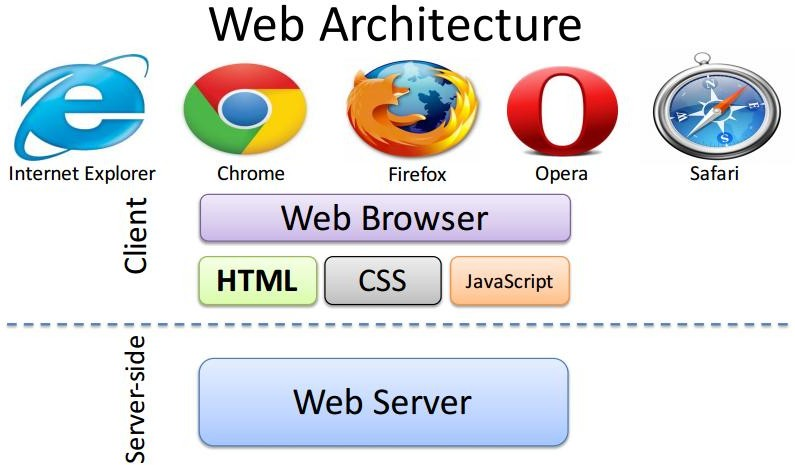 Web Architecture
Internet Explorer
Chrome
Firefox
Opera
Safari
Client
Web Browser
HTML
CSS
JavaScript
Server-side
Web Server